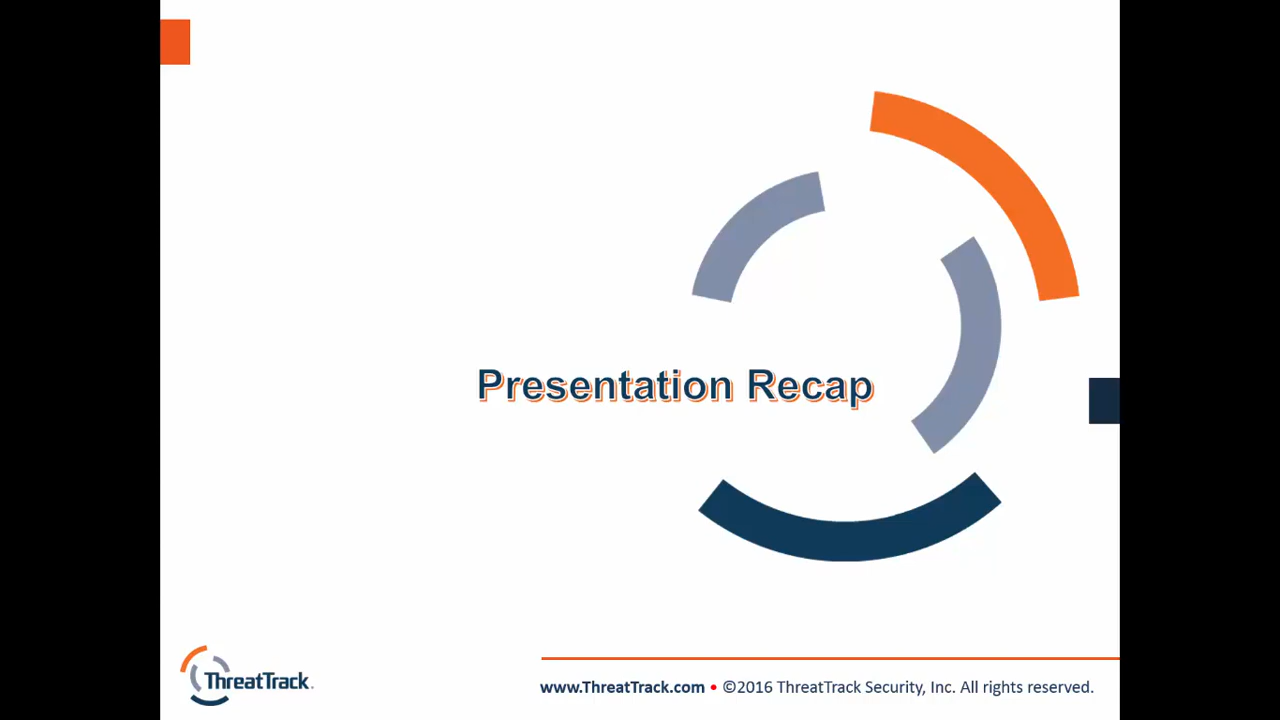 Presentation Recap
ThreatTrack.
www.ThreatTrack.com • ©2016 ThreatTrack Security, Inc. All rights reserved.